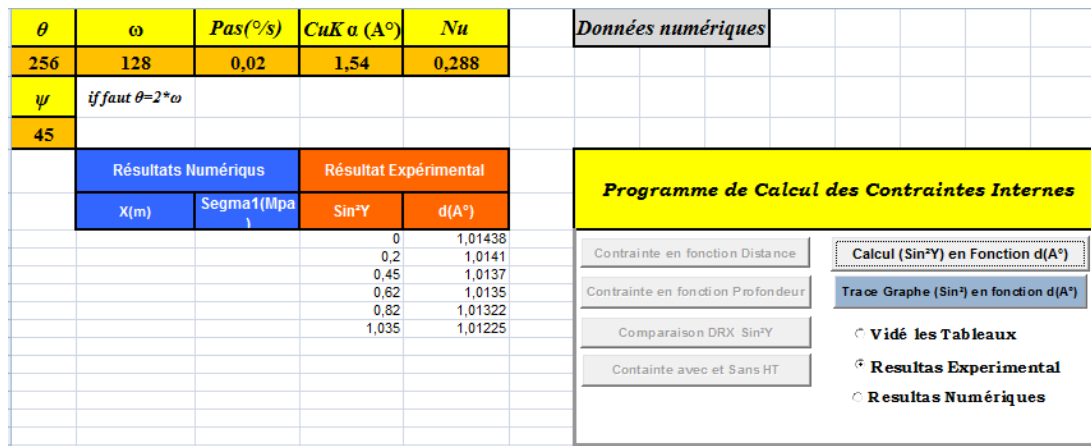 θ ω Pas(°/s) CuK α (A°) Nu
Données numériques
256 128 0,02 1,54 0,288
ψ if faut θ=2*ω
45
Résultats Numériqus Résultat Expérimental
X(m) Segma1(Mpa) Sin²Y d(A°)
0 1,01438
0,2 1,0141
0,45 1,0137
0,62 1,0135
0,82 1,01322
1,035 1,01225
Programme de Calcul des Contraintes Internes
Contrainte en fonction Distance
Calcul (Sin²Y) en Fonction d(A°)
Contrainte en fonction Profondeur
Trace Graphe (Sin²) en fonction d(A°)
Comparaison DRX Sin²Y
Vidé les Tableaux
Containte avec et Sans HT
Resultas Experimental
Resultas Numériques